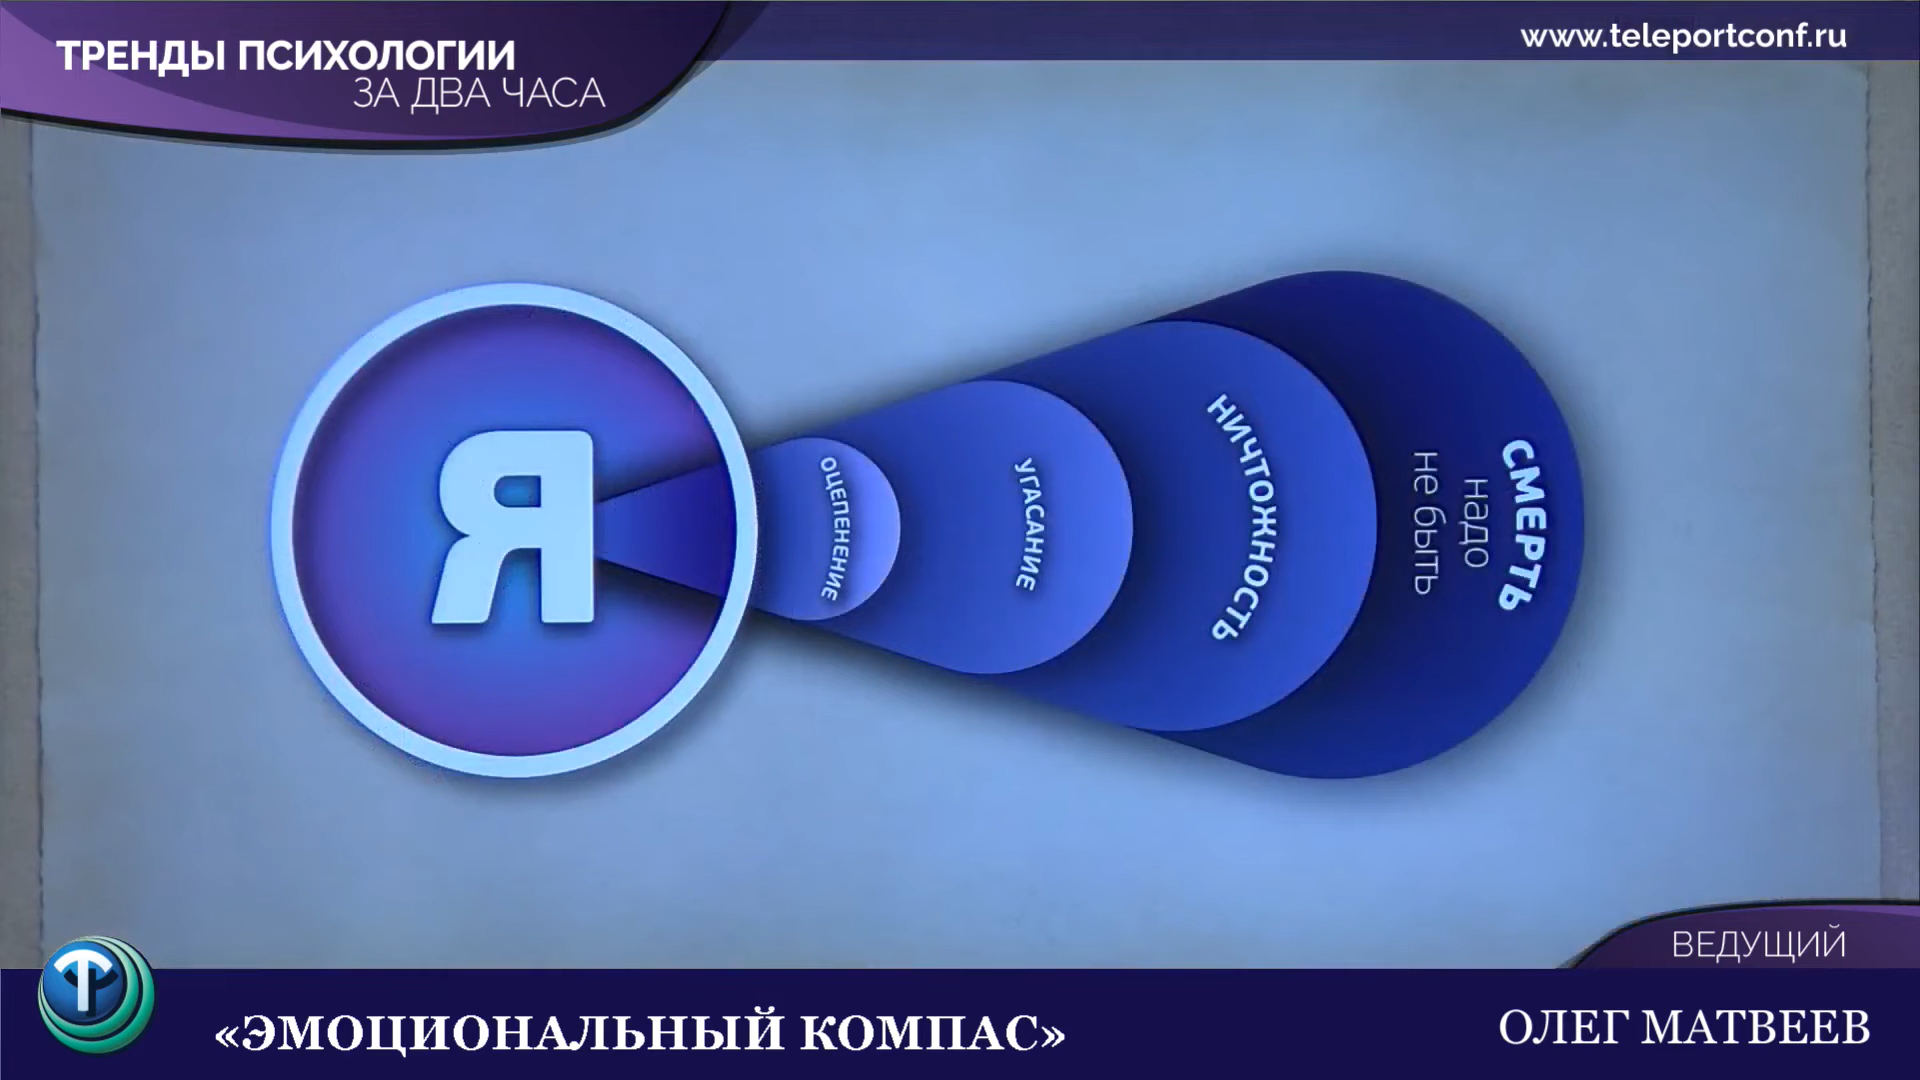 ТРЕНДЫ ПСИХОЛОГИИ
ЗА ДВА ЧАСА
www.teleportconf.ru
Я
ОЦЕПЕНЕНИЕ
УГАСАНИЕ
НИЧТОЖНОСТЬ
СМЕРТЬ
надо
не быть
ВЕДУЩИЙ
«ЭМОЦИОНАЛЬНЫЙ КОМПАС»
ОЛЕГ МАТВЕЕВ